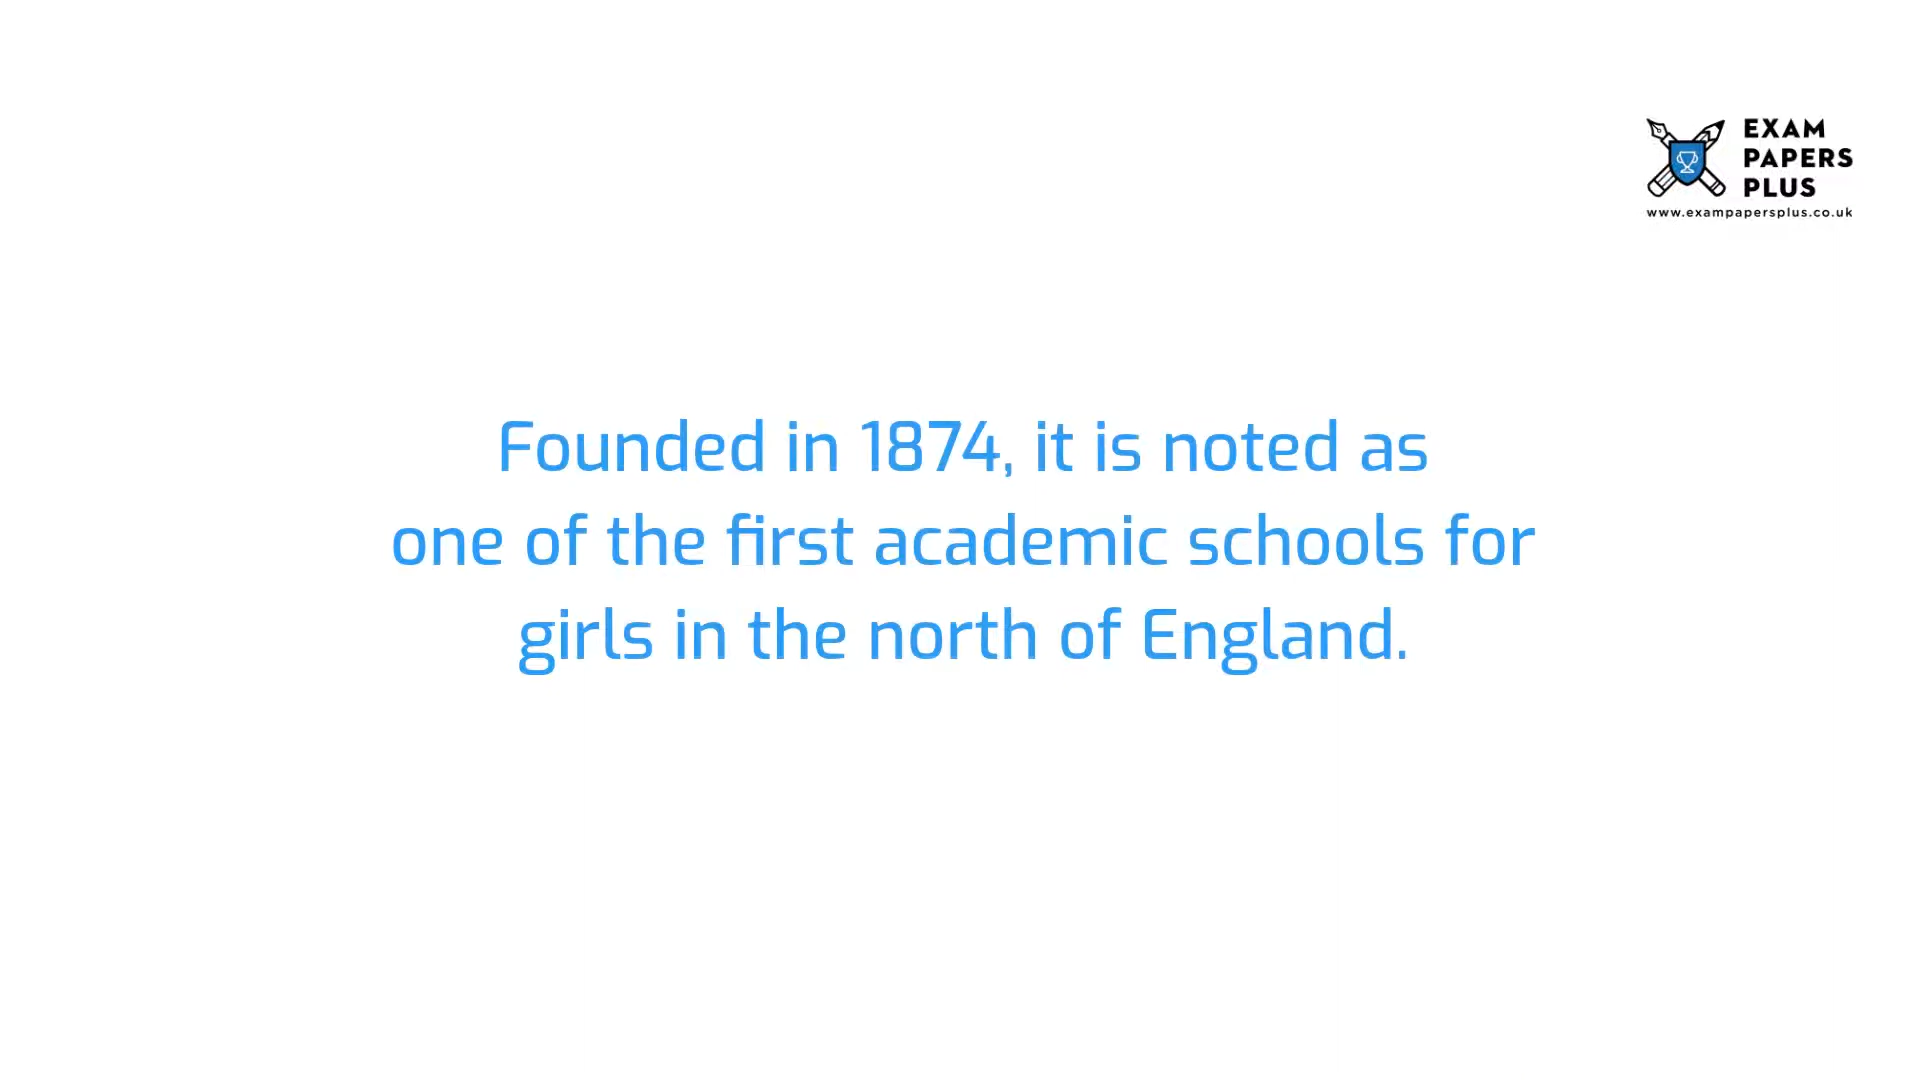 EXAM
PAPERS
PLUS
www.exampapersplus.co.uk
Founded in 1874, it is noted as
one of the first academic schools for
girls in the north of England.